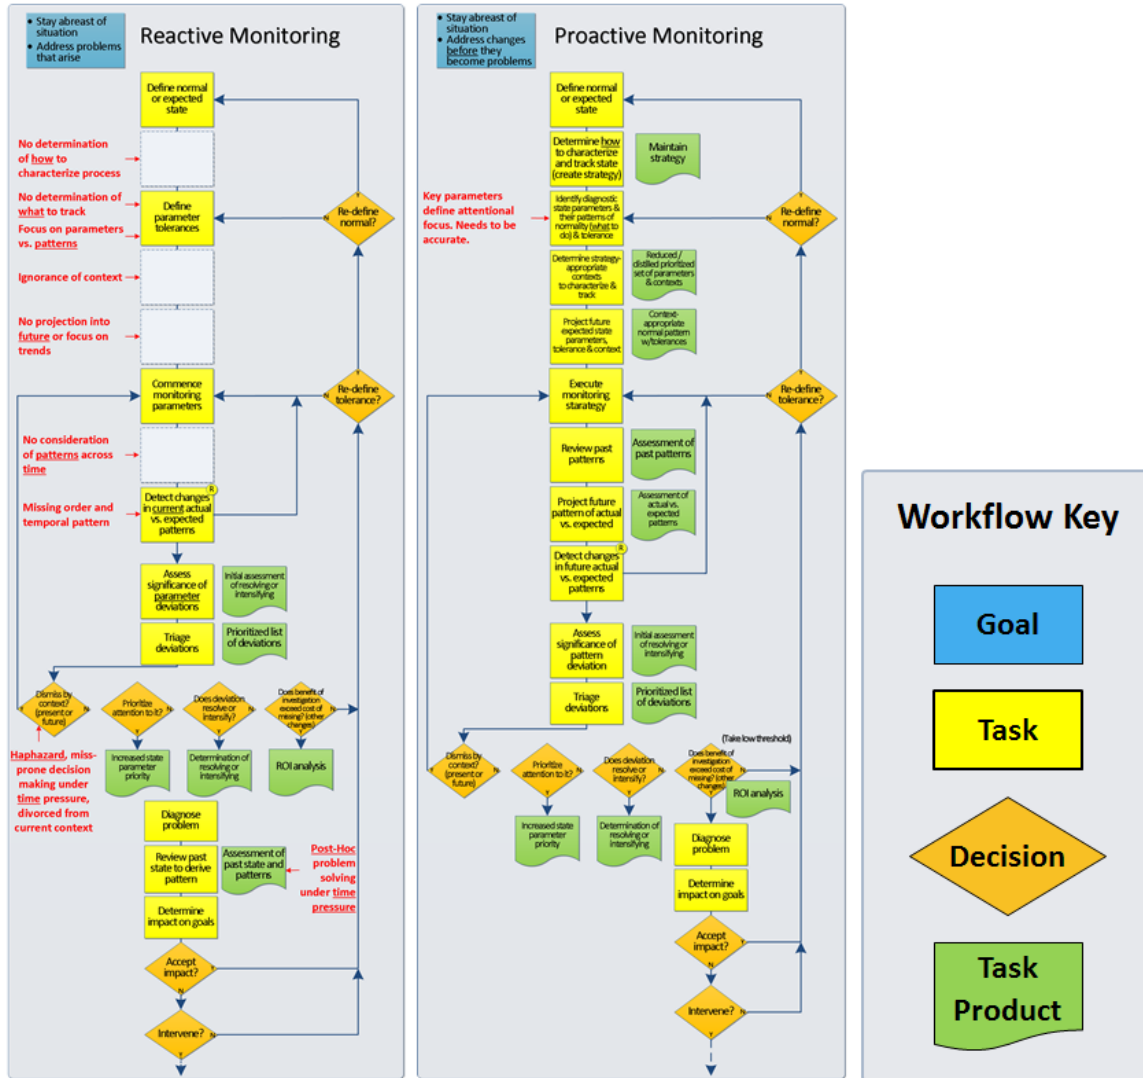 • Stay abreast of
situation
• Address problems
that arise
Reactive Monitoring
Define normal
or expected
state
No determination
of how to
characterize process
No determination of
what to track
Focus on parameters
vs. patterns
Define
parameter
tolerances
N
Re-define
normal?
Y
Ignorance of context
No projection into
future or focus on
trends
Commence
monitoring
parameters
N
Re-define
tolerance?
Y
No consideration
of patterns across
time
Missing order and
temporal pattern
Detect changes
in current actual
vs. expected
patterns
R
Assess
significance of
parameter
deviations
Initial assessment
of resolving or
intensifying
Triage
deviations
Prioritized list
of deviations
Dismiss by
context?
(present or
future)
Y
N
Prioritize
attention to it?
N
Y
Does deviation
resolve or
intensify?
N
Y
Does benefit of
investigation
exceed cost of
missing? (other
changes)
N
Y
Increased state
parameter
priority
Determination of
resolving or
intensifying
ROI analysis
Haphazard, miss-
prone decision
making under
time pressure,
divorced from
current context
Diagnose
problem
Review past
state to derive
pattern
Assessment of
past state and
patterns
Post-Hoc
problem
solving
under time
pressure
Determine
impact on goals
Accept
impact?
Y
N
Intervene?
N
Y
• Stay abreast of
situation
• Address changes
before they
become problems
Proactive Monitoring
Define normal
or expected
state
Determine how
to characterize
and track state
(create strategy)
Maintain
strategy
Key parameters
define attentional
focus. Needs to be
accurate.
Identify diagnostic
state parameters &
their patterns of
normality (what to
do) & tolerance
N
Re-define
normal?
Y
Determine strategy-
appropriate
contexts
to characterize &
track
Reduced /
distilled prioritized
set of parameters
& contexts
Project future
expected state
parameters,
tolerance & context
Context-
appropriate
normal pattern
w/tolerances
Execute
monitoring
starategy
N
Re-define
tolerance?
Y
Review past
patterns
Assessment of
past patterns
Project future
pattern of actual
vs. expected
Assessment of
actual vs.
expected
patterns
Detect changes
in future actual
vs. expected
patterns
R
Assess
significance of
pattern
deviation
Initial assessment
of resolving or
intensifying
Triage
deviations
Prioritized list
of deviations
(Take low threshold)
Dismiss by
context?
(present or
future)
Y
N
Prioritize
attention to it?
N
Y
Does deviation
resolve or
intensify?
N
Y
Does benefit of
investigation
exceed cost of
missing? (other
changes)
N
Y
ROI analysis
Increased state
parameter
priority
Determination of
resolving or
intensifying
Diagnose
problem
Determine
impact on goals
Accept
impact?
Y
N
Intervene?
N
Y
Workflow Key
Goal
Task
Decision
Task
Product